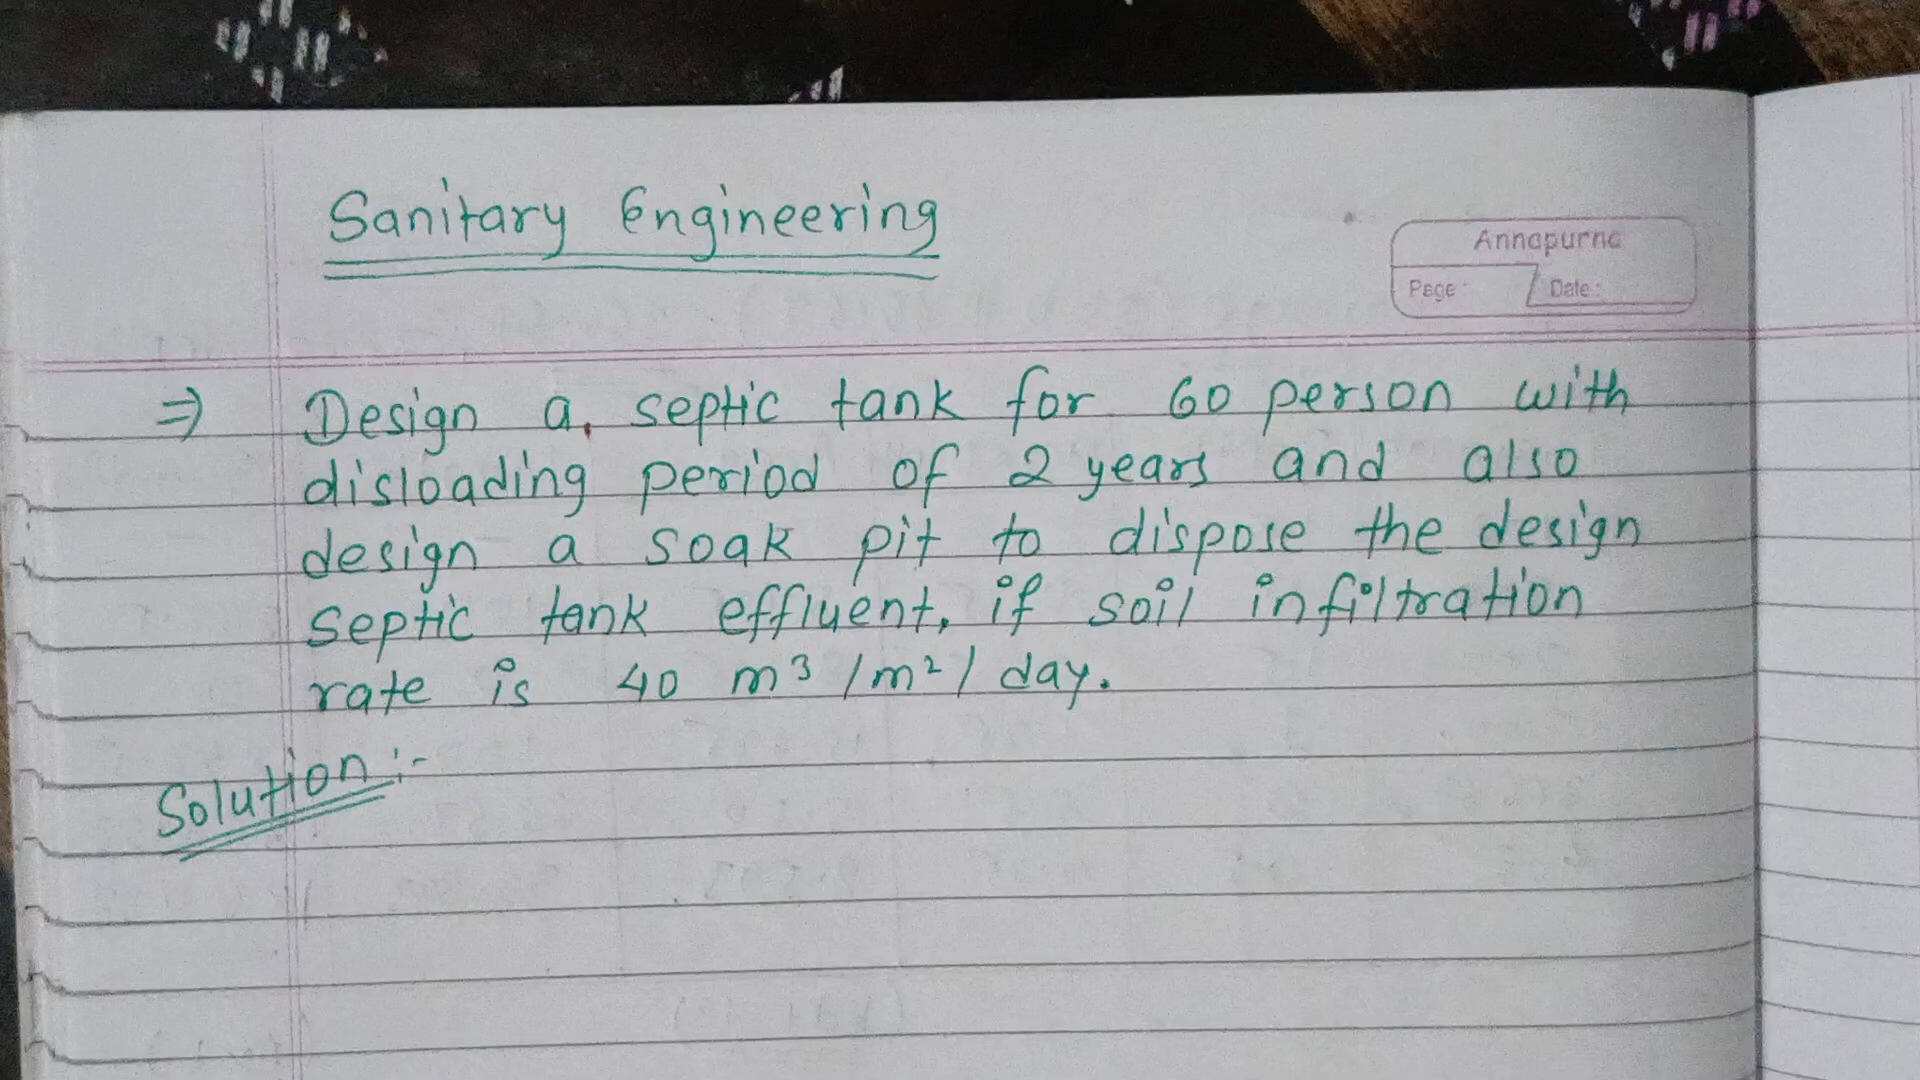 Sanitary Engineering
Annapurna
Page: Date:
⇒ Design a septic tank for 60 person with
disloading period of 2 years and also
design a soak pit to dispose the design
septic tank effluent, if soil infiltration
rate is 40 m³/m²/day.
Solution:-